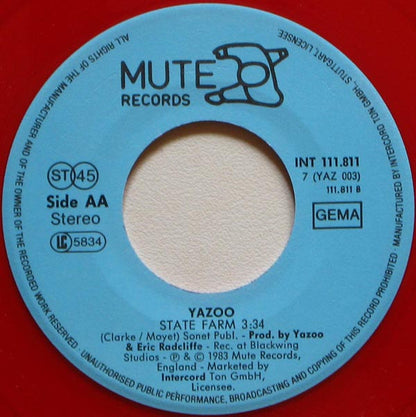 MUTE
RECORDS
INT 111.811
7 (YAZ 003)
111.811 B
ST 45
Side AA
Stereo
LC 5834
GEMA
YAZOO
STATE FARM 3:34
(Clarke / Moyet) Sonet Publ. - Prod. by Yazoo
& Eric Radcliffe - Rec. at Blackwing
Studios - ℗ & © 1983 Mute Records,
England - Marketed by
Intercord Ton GmbH,
Licensee.
ALL RIGHTS OF THE MANUFACTURER AND OF THE OWNER OF THE RECORDED WORK RESERVED · UNAUTHORISED PUBLIC PERFORMANCE, BROADCASTING AND COPYING OF THIS RECORD PROHIBITED · MANUFACTURED BY INTERCORD TON GMBH, STUTTGART, LICENSEE.